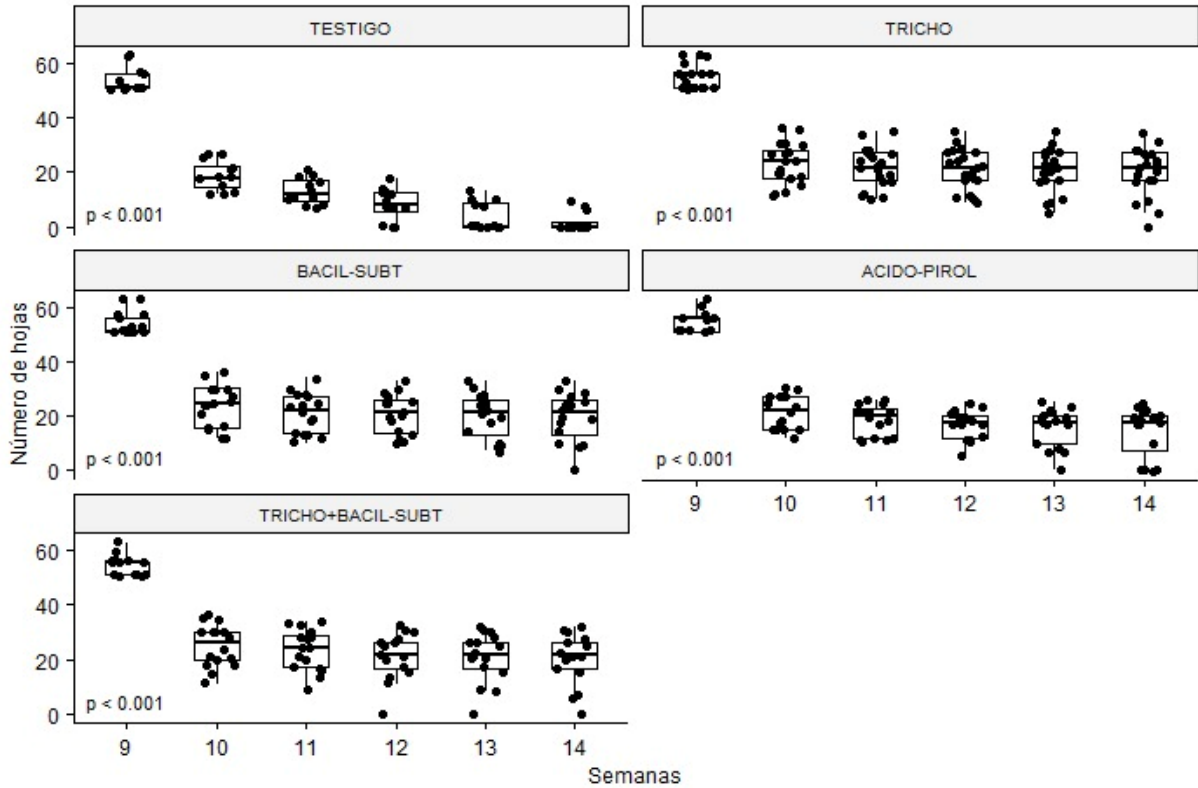 TESTIGO
TRICHO
60
40
20
0
p < 0.001
p < 0.001
BACIL-SUBT
ACIDO-PIROL
Número de hojas
60
40
20
0
p < 0.001
p < 0.001
9 10 11 12 13 14
TRICHO+BACIL-SUBT
60
40
20
0
p < 0.001
9 10 11 12 13 14
Semanas